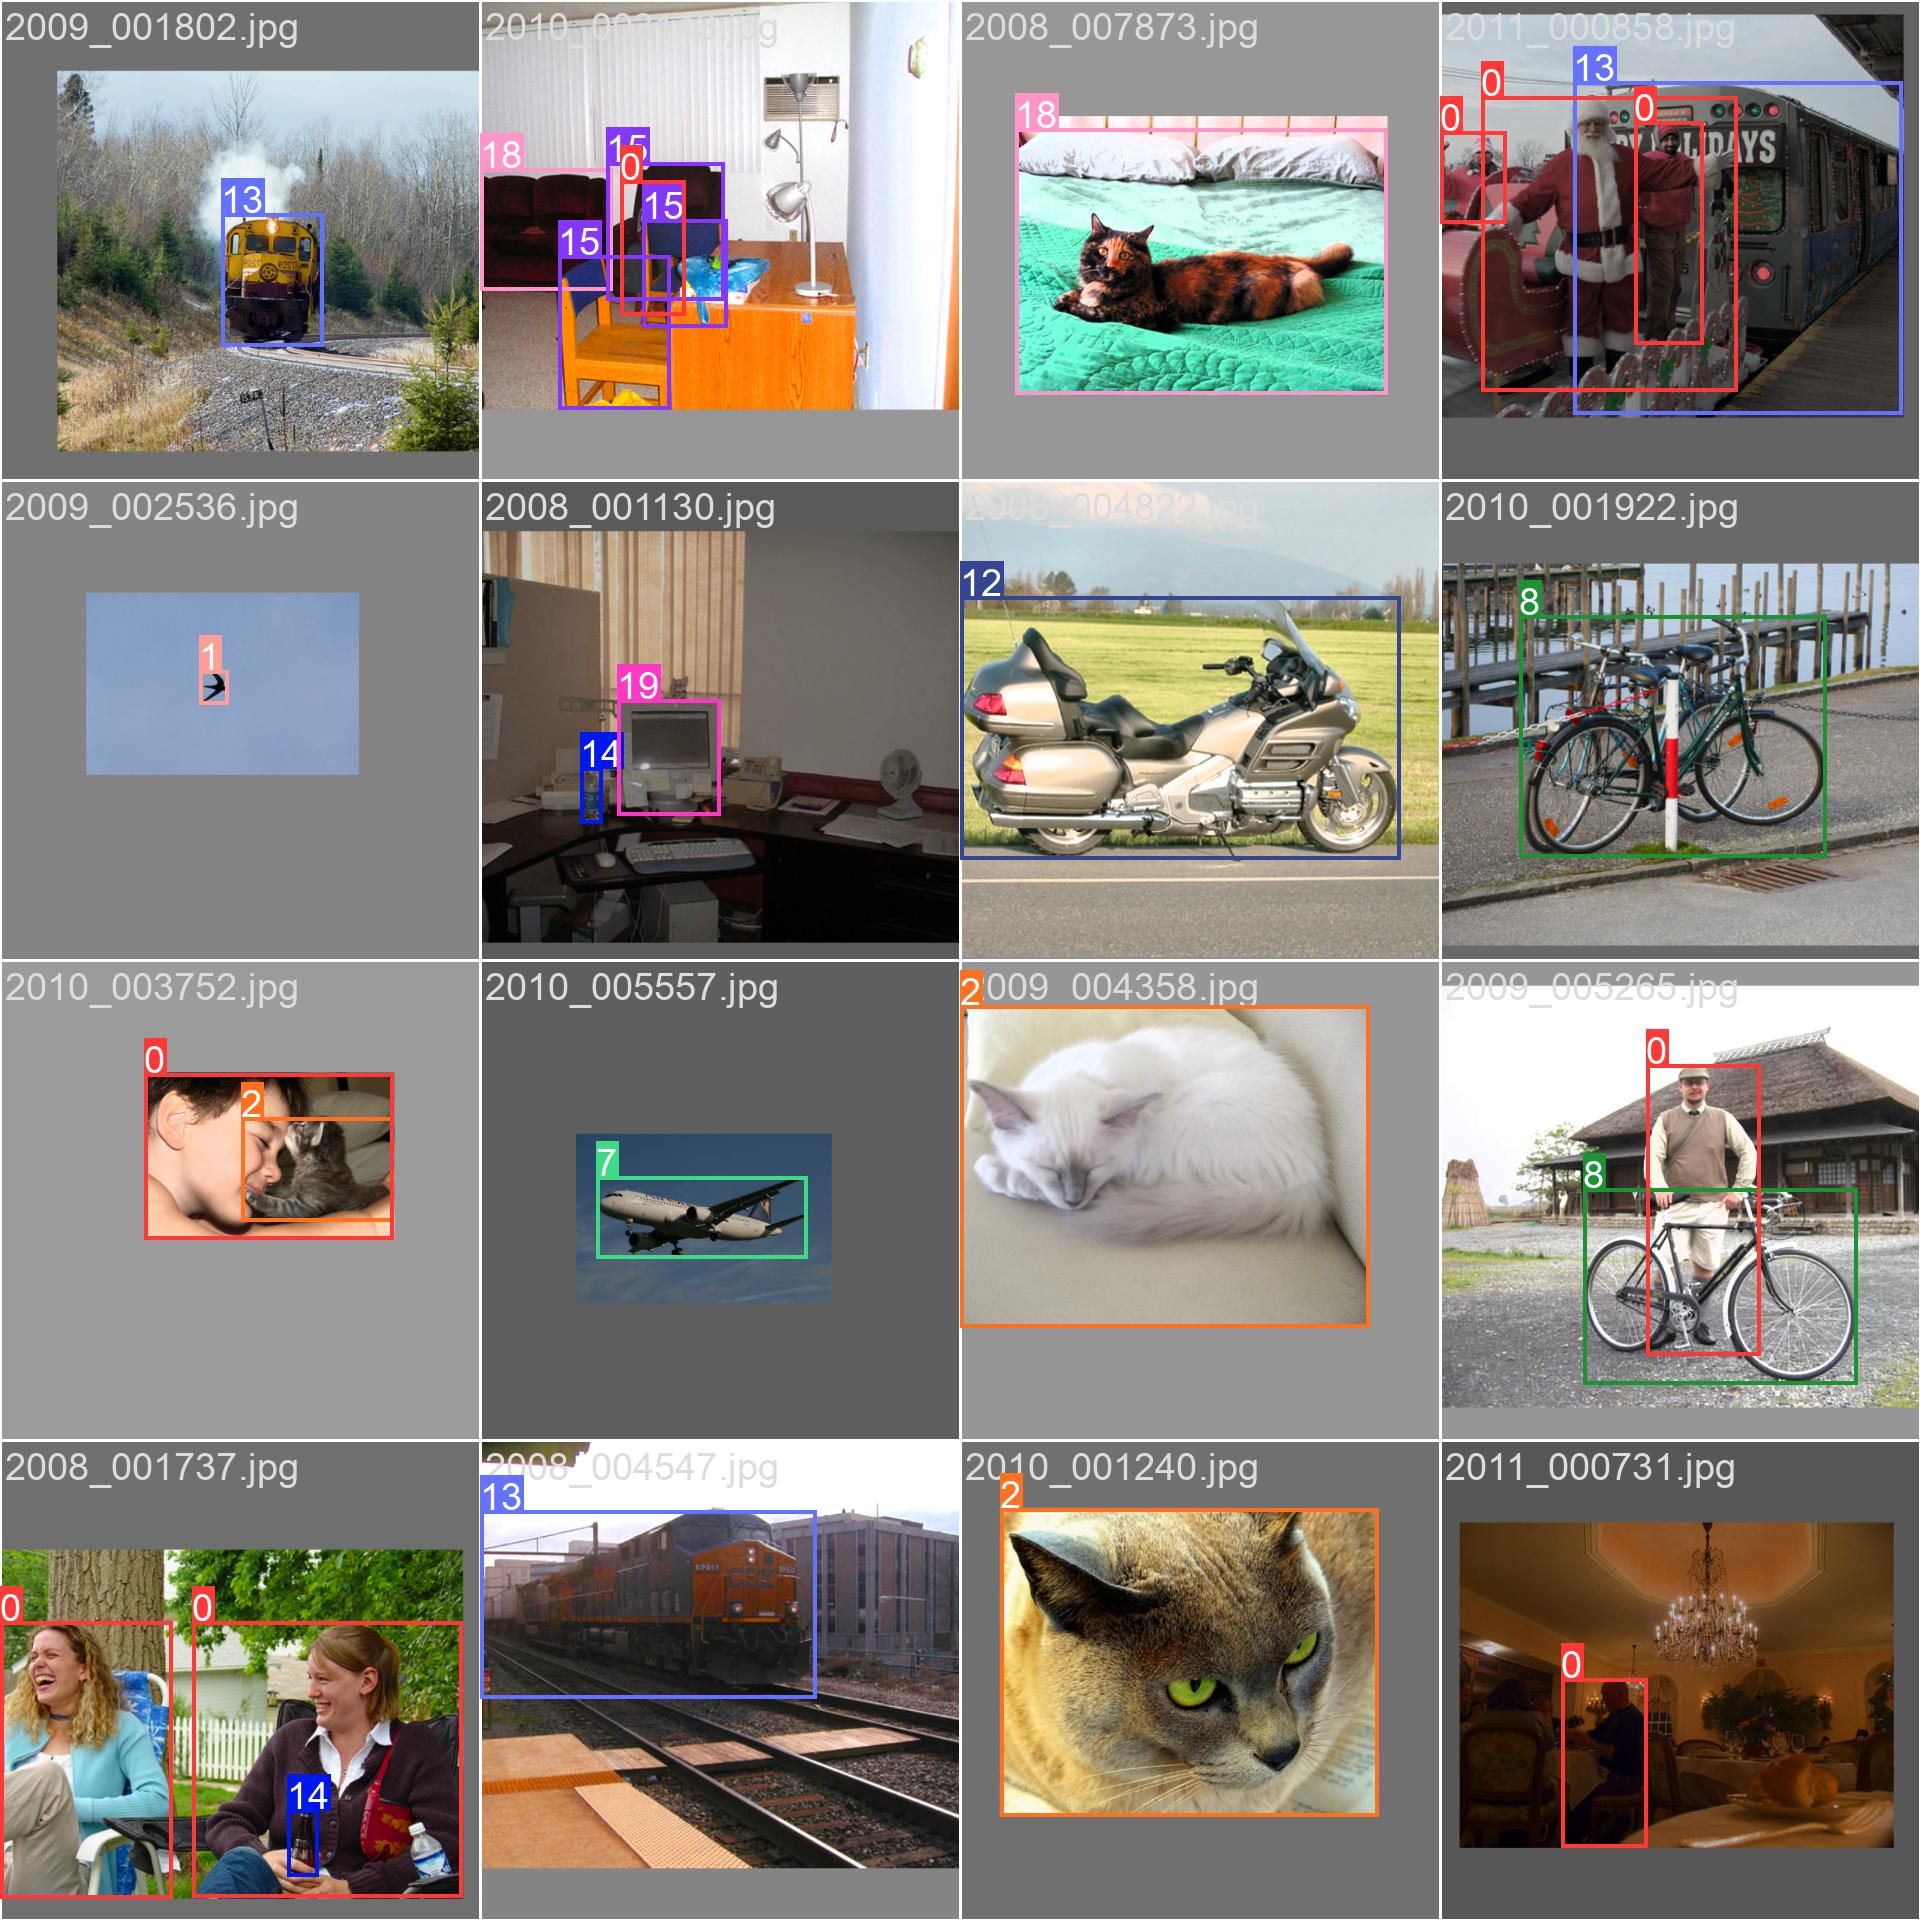 2009_001802.jpg
2008_007873.jpg
2011_000858.jpg
18
13
15
0
15
15
18
0
0
0
13
HOLIDAYS
2009_002536.jpg
2008_001130.jpg
2008_004822.jpg
2010_001922.jpg
1
14
19
12
8
2010_003752.jpg
2010_005557.jpg
2009_004358.jpg
2009_005265.jpg
0
2
7
2
0
8
2008_001737.jpg
2008_004547.jpg
2010_001240.jpg
2011_000731.jpg
0
0
14
13
5218
CSX
2
0